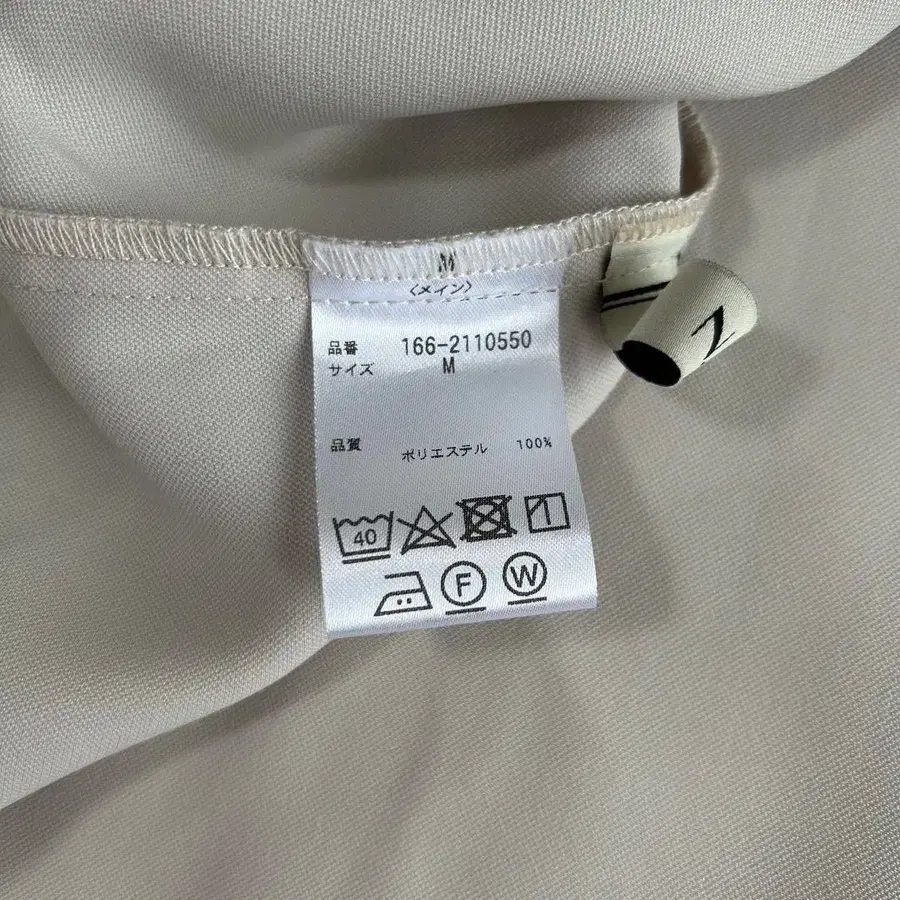 M
〈メイン〉
品番 166-2110550
サイズ M
品質 ポリエステル 100%
40
F W